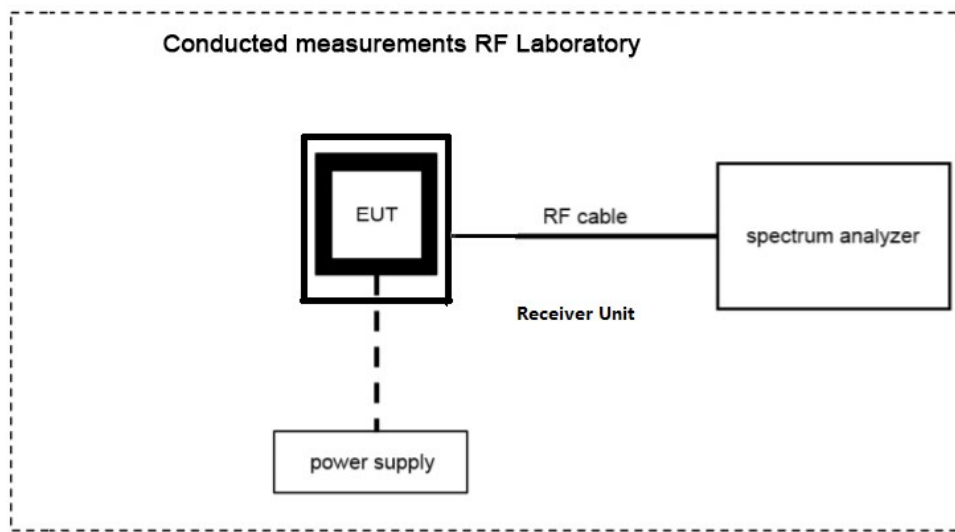 Conducted measurements RF Laboratory
EUT
RF cable
spectrum analyzer
Receiver Unit
power supply